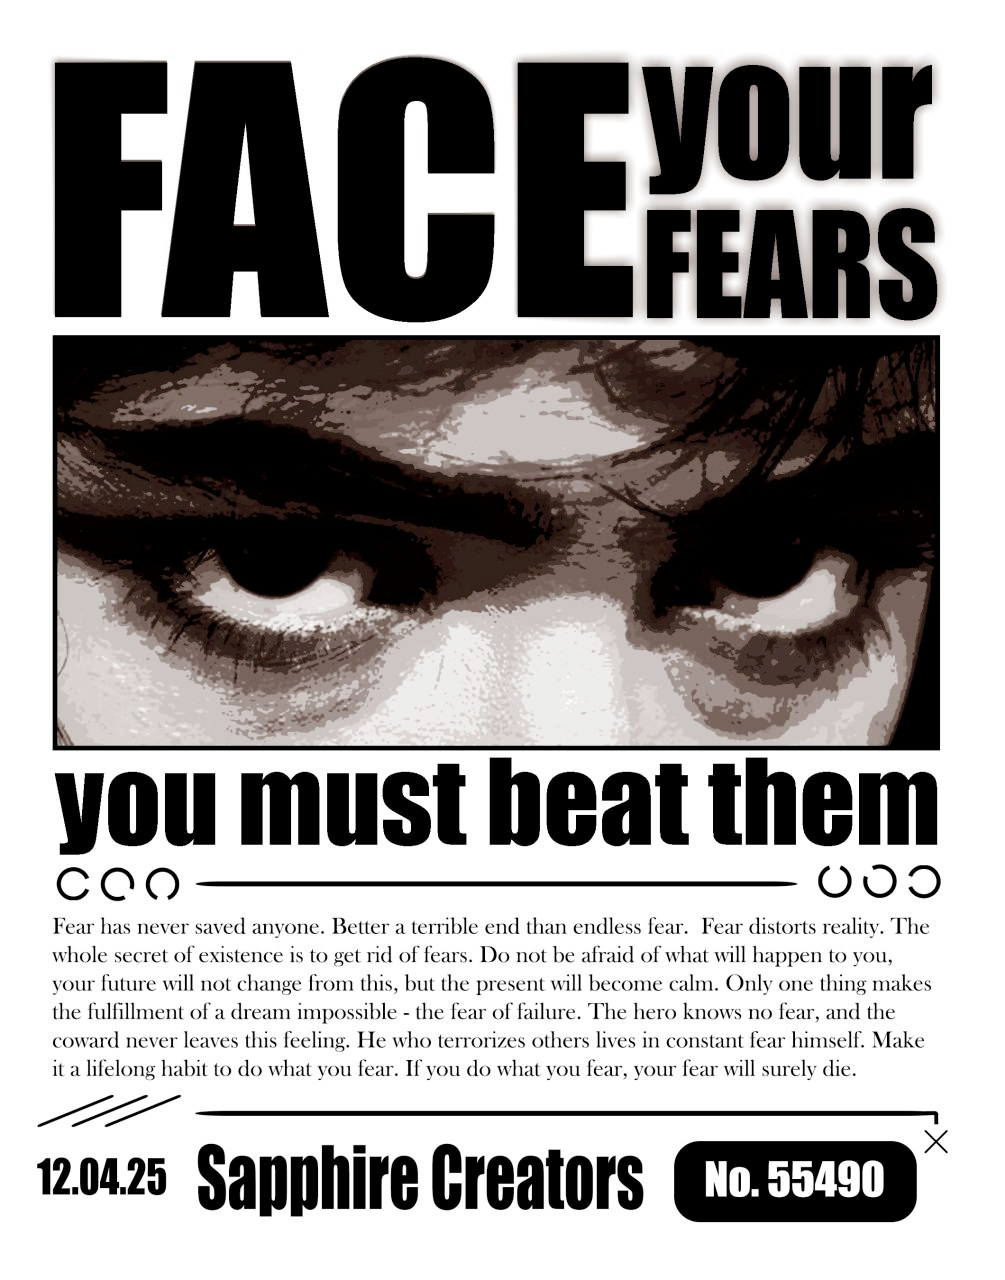 FACE your
FEARS
you must beat them
Fear has never saved anyone. Better a terrible end than endless fear.  Fear distorts reality. The
whole secret of existence is to get rid of fears. Do not be afraid of what will happen to you,
your future will not change from this, but the present will become calm. Only one thing makes
the fulfillment of a dream impossible - the fear of failure. The hero knows no fear, and the
coward never leaves this feeling. He who terrorizes others lives in constant fear himself. Make
it a lifelong habit to do what you fear. If you do what you fear, your fear will surely die.
12.04.25 Sapphire Creators No. 55490